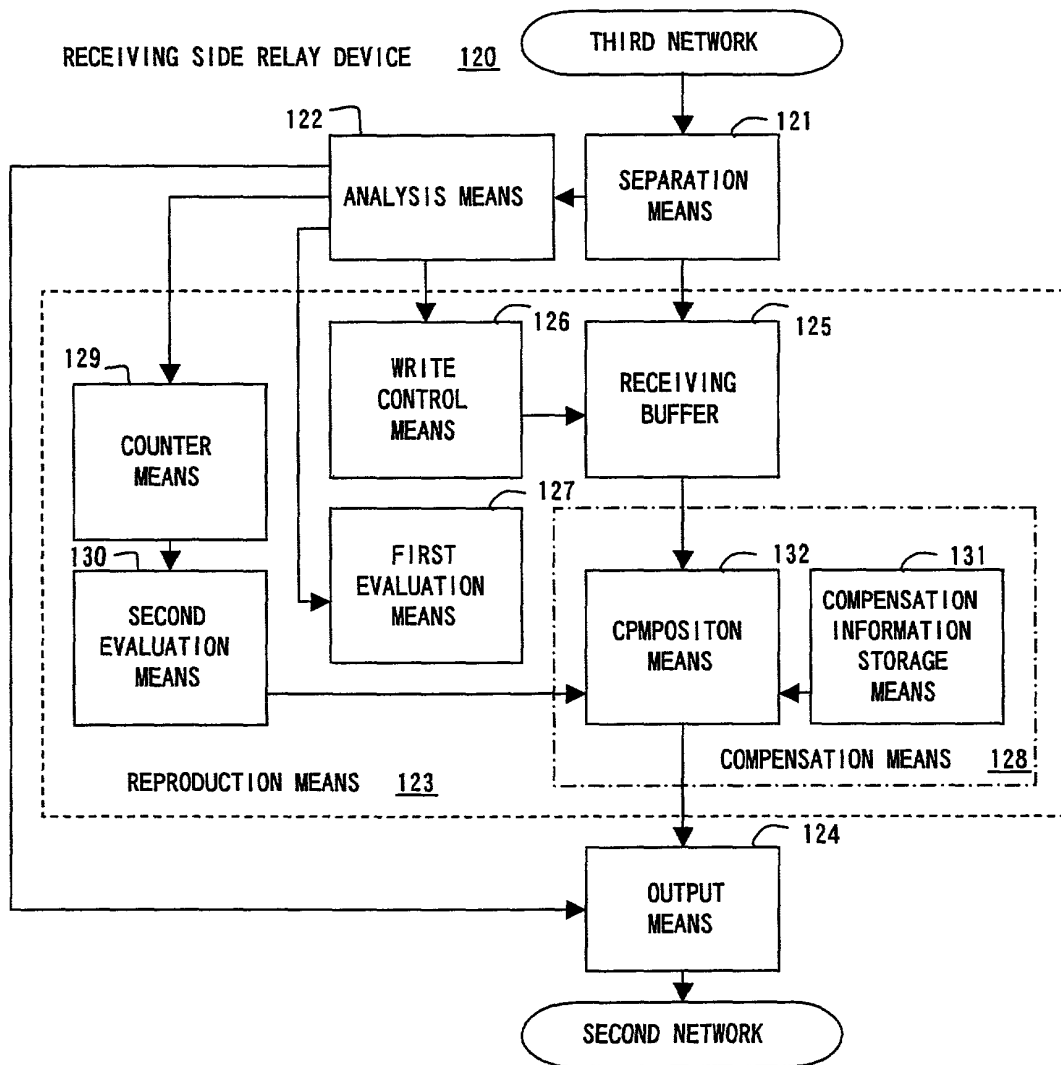 THIRD NETWORK
RECEIVING SIDE RELAY DEVICE 120
122
121
ANALYSIS MEANS
SEPARATION
MEANS
126
125
129
WRITE
CONTROL
MEANS
RECEIVING
BUFFER
COUNTER
MEANS
127
130
132
131
FIRST
EVALUATION
MEANS
SECOND
EVALUATION
MEANS
CPMPOSITON
MEANS
COMPENSATION
INFORMATION
STORAGE
MEANS
COMPENSATION MEANS 128
REPRODUCTION MEANS 123
124
OUTPUT
MEANS
SECOND NETWORK